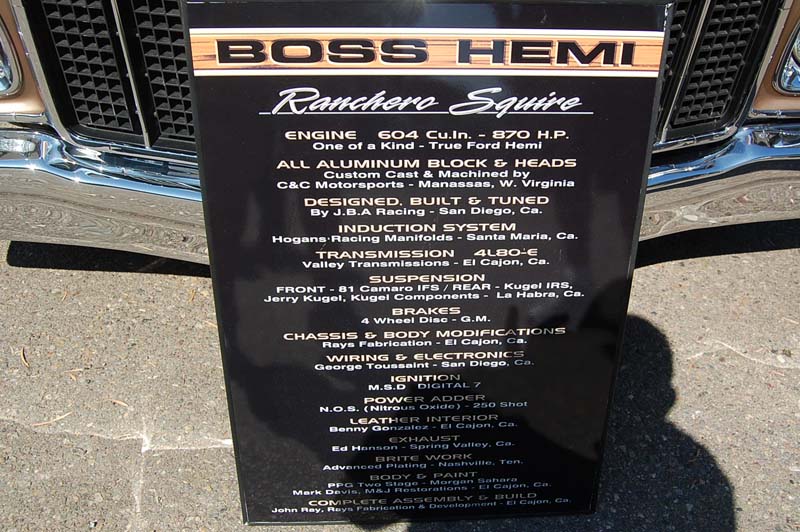 BOSS HEMI
Ranchero Squire
ENGINE 604 Cu.In. - 870 H.P.
One of a Kind - True Ford Hemi
ALL ALUMINUM BLOCK & HEADS
Custom Cast & Machined by
C&C Motorsports - Manassas, W. Virginia
DESIGNED, BUILT & TUNED
By J.B.A Racing - San Diego, Ca.
INDUCTION SYSTEM
Hogans Racing Manifolds - Santa Maria, Ca.
TRANSMISSION 4L80-E
Valley Transmissions - El Cajon, Ca.
SUSPENSION
FRONT - 81 Camaro IFS / REAR - Kugel IRS,
Jerry Kugel, Kugel Components - La Habra, Ca.
BRAKES
4 Wheel Disc - G.M.
CHASSIS & BODY MODIFICATIONS
Rays Fabrication - El Cajon, Ca.
WIRING & ELECTRONICS
George Toussaint - San Diego, Ca.
IGNITION
M.S.D DIGITAL 7
POWER ADDER
N.O.S. (Nitrous Oxide) - 250 Shot
LEATHER INTERIOR
Benny Gonzalez - El Cajon, Ca.
EXHAUST
Ed Hanson - Spring Valley, Ca.
BRITE WORK
Advanced Plating - Nashville, Ten.
BODY & PAINT
PPG Two Stage - Morgan Sahara
Mark Davis, M&J Restorations - El Cajon, Ca.
COMPLETE ASSEMBLY & BUILD
John Ray, Rays Fabrication & Development - El Cajon, Ca.